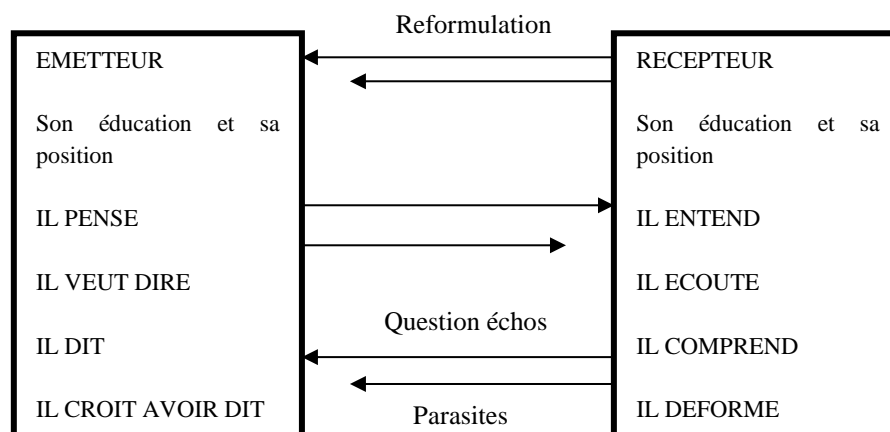 Reformulation
EMETTEUR
Son éducation et sa
position
IL PENSE
IL VEUT DIRE
IL DIT
IL CROIT AVOIR DIT
Question échos
Parasites
RECEPTEUR
Son éducation et sa
position
IL ENTEND
IL ECOUTE
IL COMPREND
IL DEFORME